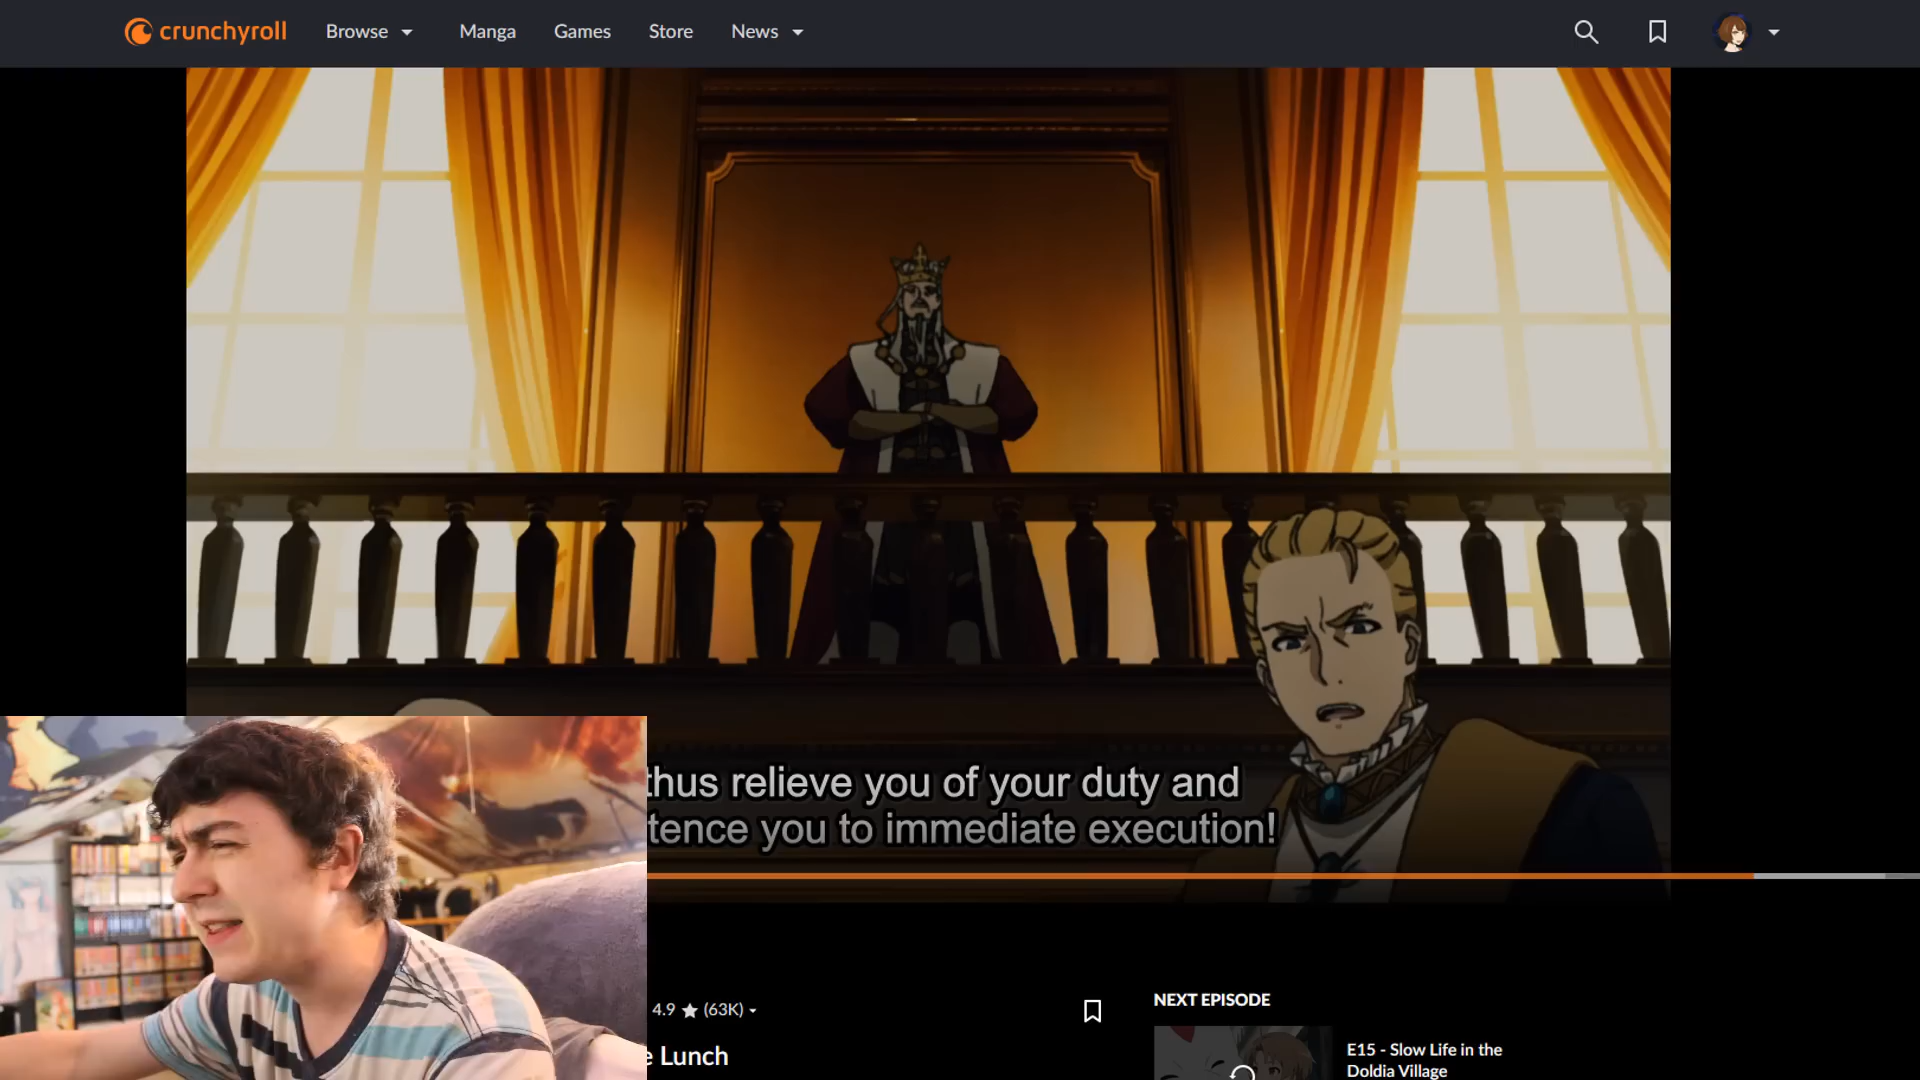 crunchyroll Browse Manga Games Store News
thus relieve you of your duty and
tence you to immediate execution!
4.9 ★ (63K)
NEXT EPISODE
e Lunch
E15 - Slow Life in the
Doldia Village